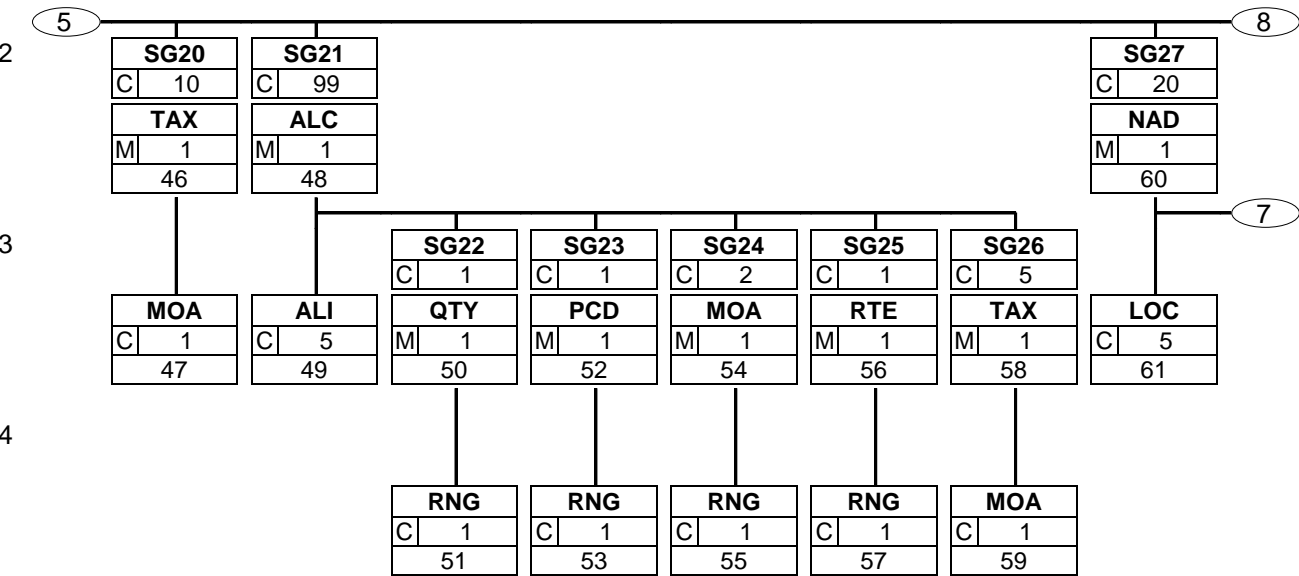 5 8
2 SG20 SG21 SG27
C 10 C 99 C 20
TAX ALC NAD
M 1 M 1 M 1
46 48 60
7
3 SG22 SG23 SG24 SG25 SG26
C 1 C 1 C 2 C 1 C 5
MOA ALI QTY PCD MOA RTE TAX LOC
C 1 C 5 M 1 M 1 M 1 M 1 M 1 C 5
47 49 50 52 54 56 58 61
4
RNG RNG RNG RNG MOA
C 1 C 1 C 1 C 1 C 1
51 53 55 57 59